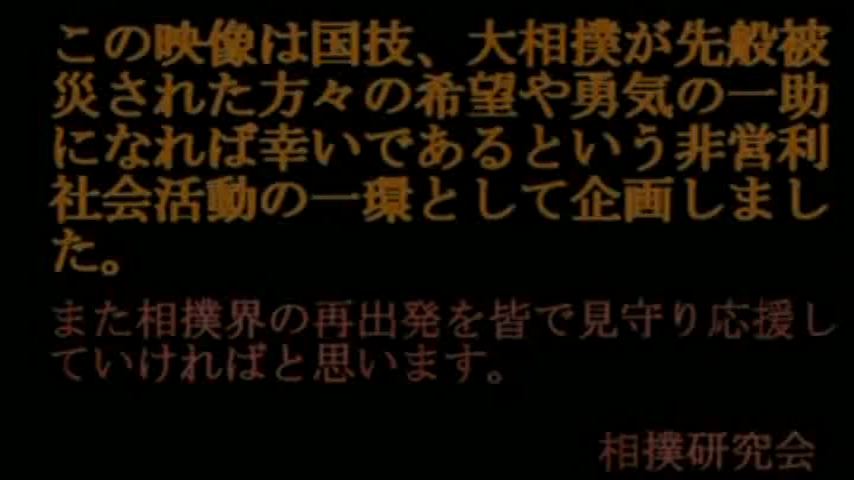 この映像は国技、大相撲が先般被
災された方々の希望や勇気の一助
になれば幸いであるという非営利
社会活動の一環として企画しまし
た。
また相撲界の再出発を皆で見守り応援し
ていければと思います。
相撲研究会